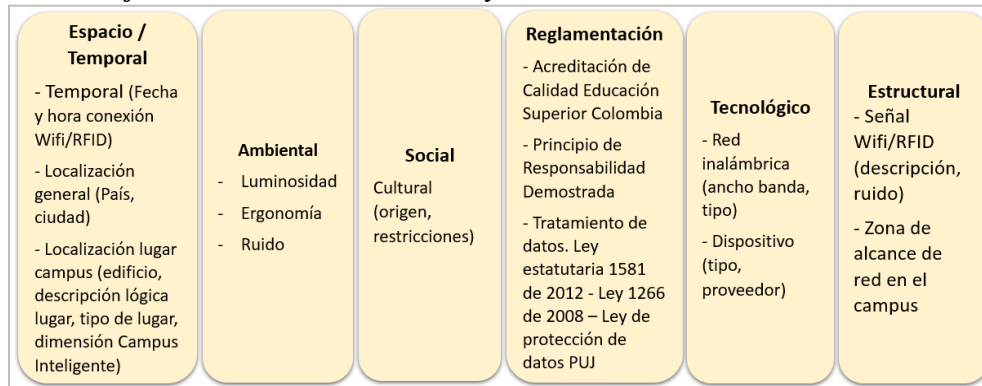 Espacio /
Temporal
- Temporal (Fecha
y hora conexión
Wifi/RFID)
- Localización
general (País,
ciudad)
- Localización lugar
campus (edificio,
descripción lógica
lugar, tipo de lugar,
dimensión Campus
Inteligente)
Ambiental
- Luminosidad
- Ergonomía
- Ruido
Social
Cultural
(origen,
restricciones)
Reglamentación
- Acreditación de
Calidad Educación
Superior Colombia
- Principio de
Responsabilidad
Demostrada
- Tratamiento de
datos. Ley
estatutaria 1581
de 2012 - Ley 1266
de 2008 – Ley de
protección de
datos PUJ
Tecnológico
- Red
inalámbrica
(ancho banda,
tipo)
- Dispositivo
(tipo,
proveedor)
Estructural
- Señal
Wifi/RFID
(descripción,
ruido)
- Zona de
alcance de
red en el
campus